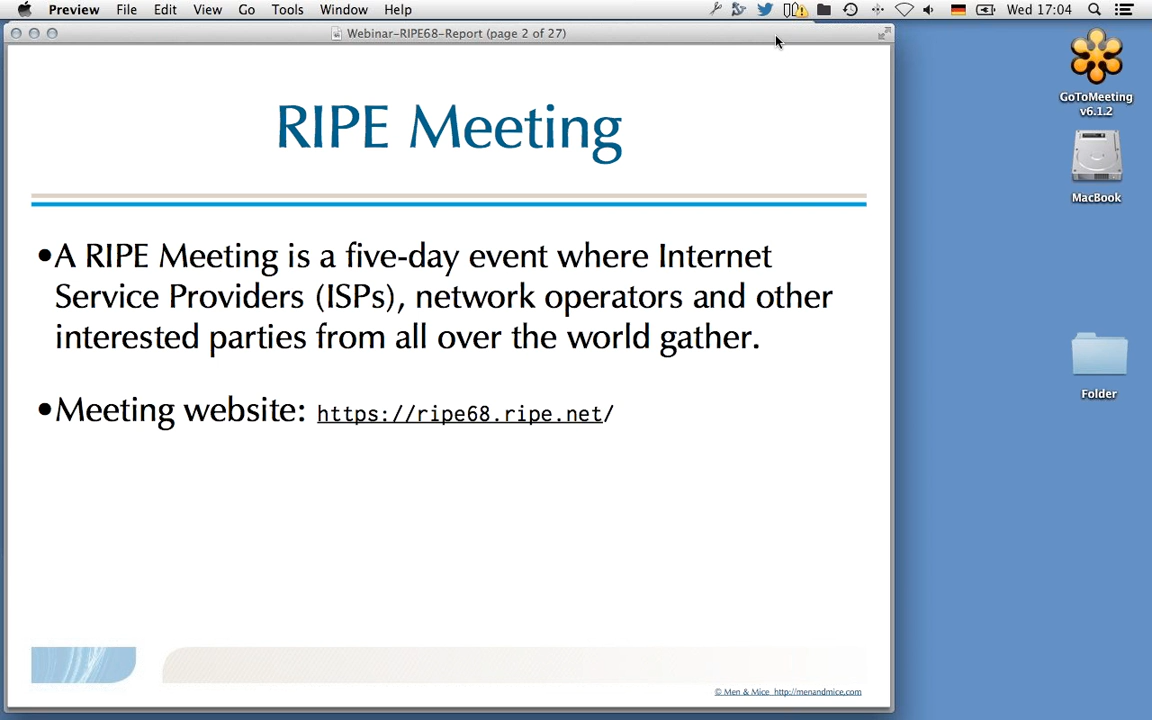 Preview File Edit View Go Tools Window Help Wed 17:04
Webinar-RIPE68-Report (page 2 of 27)
GoToMeeting
v6.1.2
MacBook
Folder
RIPE Meeting
•A RIPE Meeting is a five-day event where Internet
Service Providers (ISPs), network operators and other
interested parties from all over the world gather.
•Meeting website: https://ripe68.ripe.net/
© Men & Mice http://menandmice.com